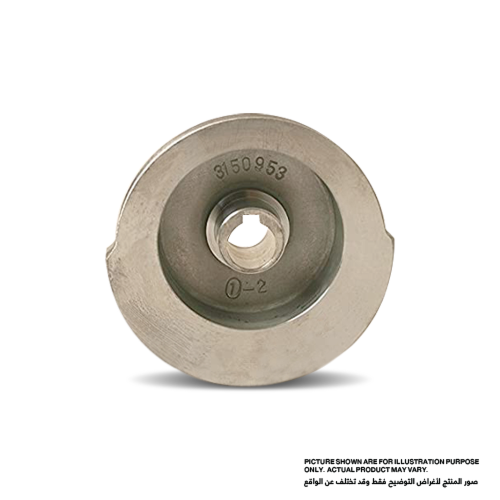 3150953
①-2
PICTURE SHOWN ARE FOR ILLUSTRATION PURPOSE
ONLY. ACTUAL PRODUCT MAY VARY.
صور المنتج لأغراض التوضيح فقط وقد تختلف عن الواقع